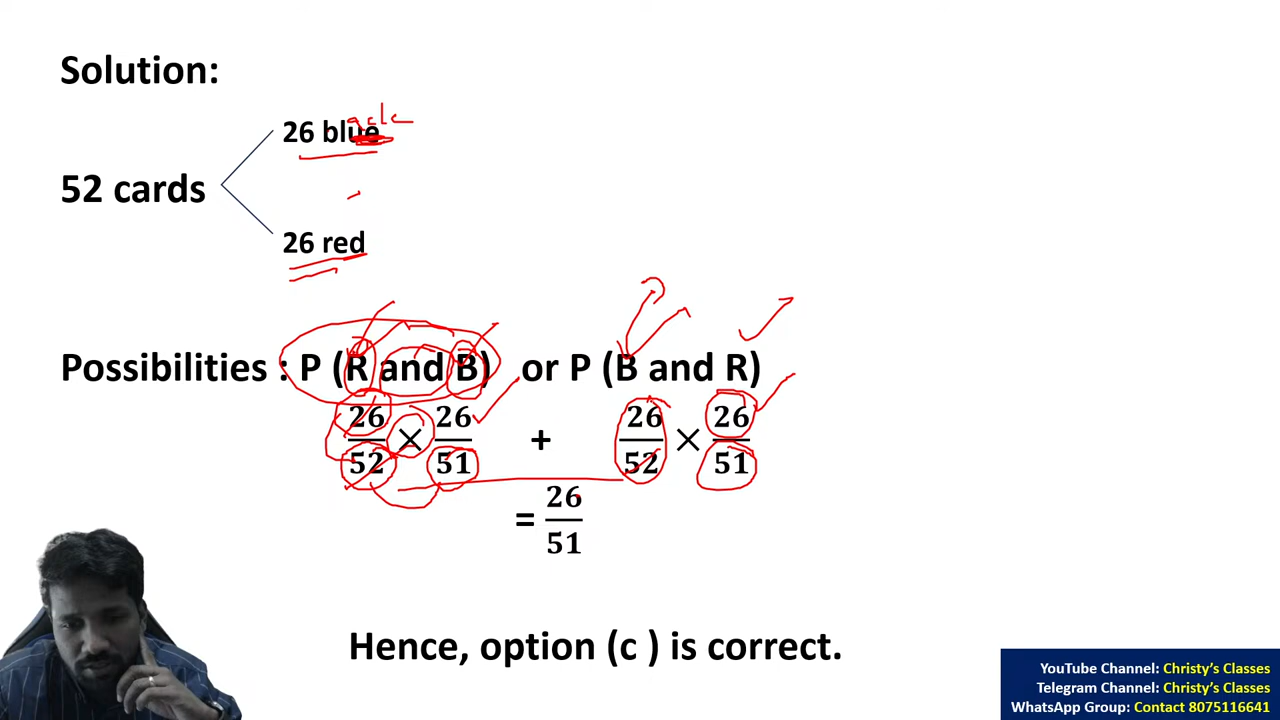 Solution:
26 blue
52 cards
26 red
Possibilities : P (R and B) or P (B and R)
26/52 × 26/51 + 26/52 × 26/51
= 26/51
Hence, option (c ) is correct.
YouTube Channel: Christy's Classes
Telegram Channel: Christy's Classes
WhatsApp Group: Contact 8075116641